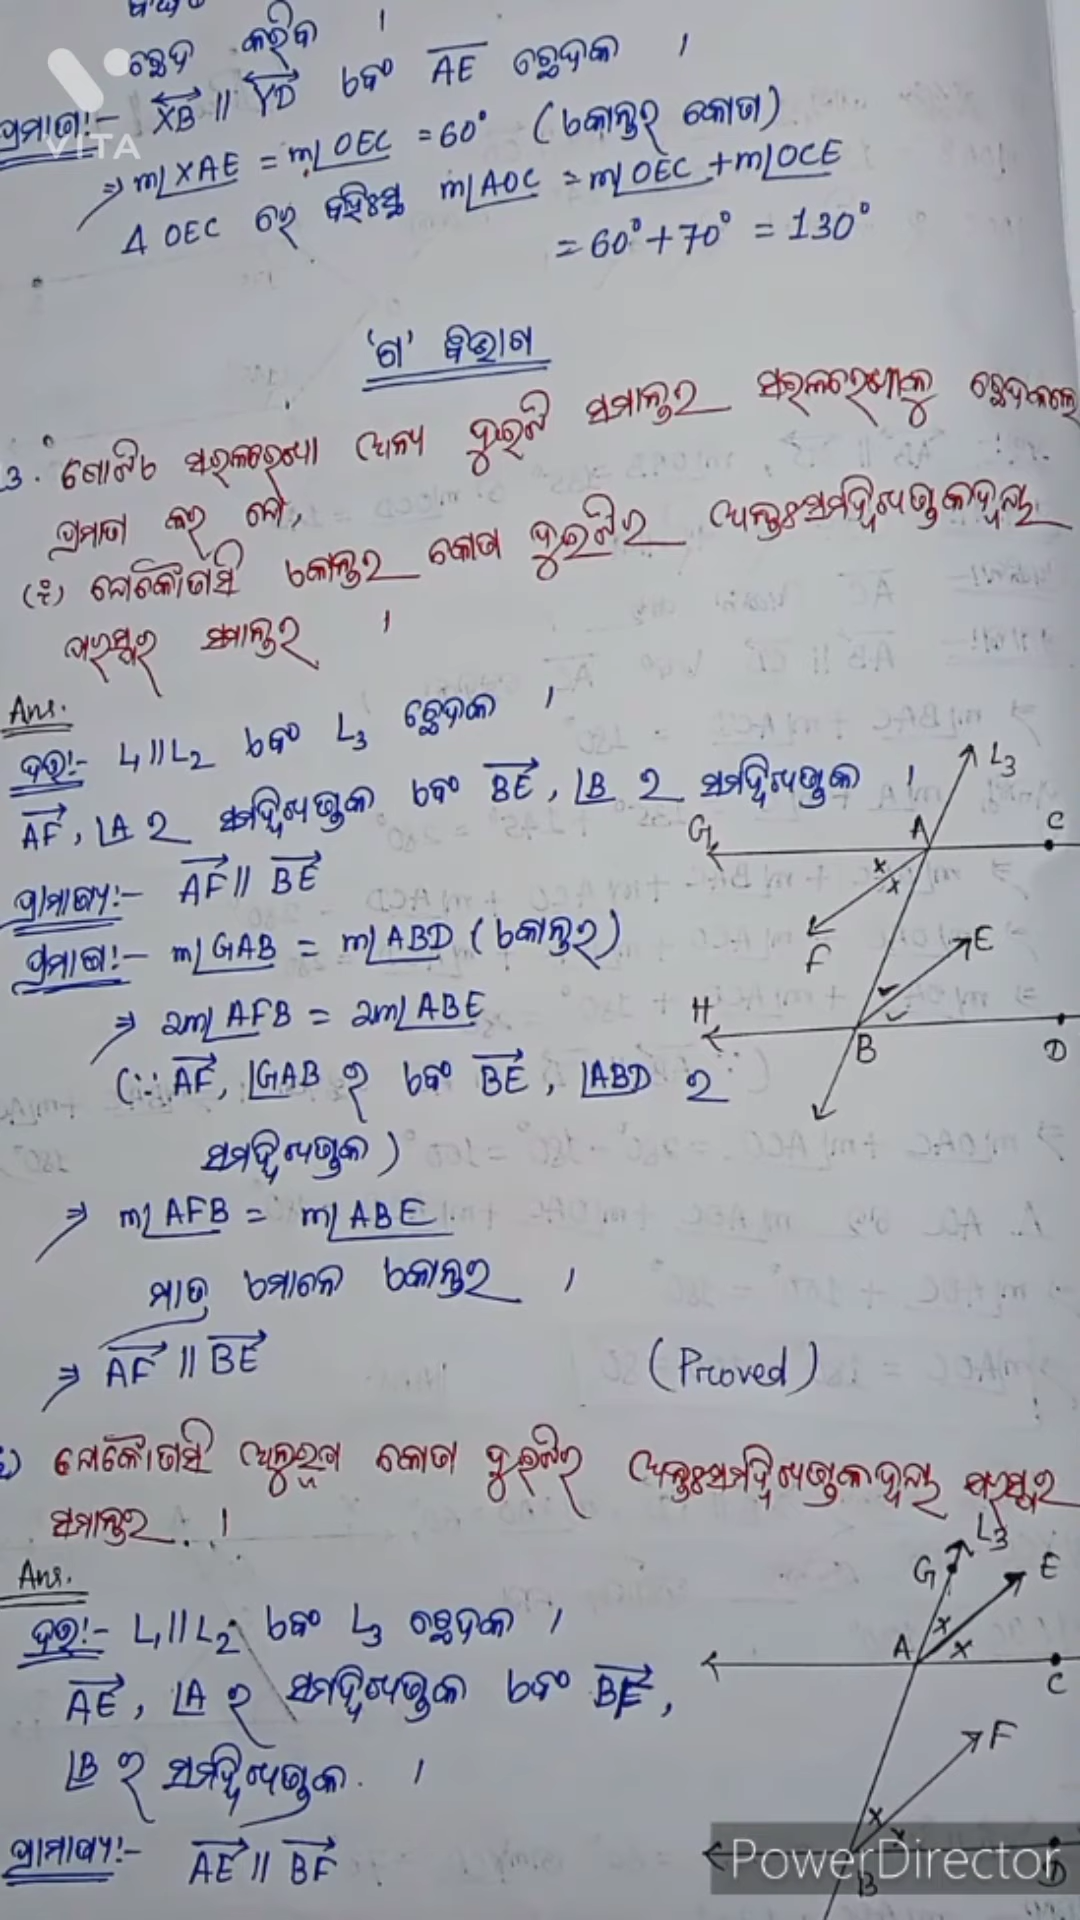 ଛେଦ କରିବା ।
ପ୍ରମାଣ:- XB || YD ଏବଂ AE ଛେଦକ ।
⇒ m∠XAE = m∠OEC = 60° (ଏକାନ୍ତର କୋଣ)
Δ OEC ରେ ବହିଃସ୍ଥ m∠AOC = m∠OEC + m∠OCE
= 60° + 70° = 130°
'ଗ' ବିଭାଗ
3. ଗୋଟିଏ ସରଳରେଖା ଅନ୍ୟ ଦୁଇଟି ସମାନ୍ତର ସରଳରେଖାକୁ ଛେଦକଲେ
ପ୍ରମାଣ କର ଯେ,
(i) ଯେକୌଣସି ଏକାନ୍ତର କୋଣ ଦୁଇଟିର ଅନ୍ତଃସମଦ୍ବିଖଣ୍ଡକଦ୍ୱୟ
ପରସ୍ପର ସମାନ୍ତର ।
Ans.
ଦତ୍ତ:- L₁ || L₂ ଏବଂ L₃ ଛେଦକ ।
AF, ∠A ର ସମଦ୍ୱିଖଣ୍ଡକ ଏବଂ BE, ∠B ର ସମଦ୍ୱିଖଣ୍ଡକ ।
ପ୍ରାମାଣ୍ୟ:- AF || BE
ପ୍ରମାଣ:- m∠GAB = m∠ABD (ଏକାନ୍ତର)
⇒ 2m∠AFB = 2m∠ABE
(∵ AF, ∠GAB ର ଏବଂ BE, ∠ABD ର
ସମଦ୍ୱିଖଣ୍ଡକ)
⇒ m∠AFB = m∠ABE
ମାତ୍ର ଏମାନେ ଏକାନ୍ତର ।
⇒ AF || BE (Proved)
L3
G A C
F E
H B D
ଯେକୌଣସି ଅନୁରୂପ କୋଣ ଦୁଇଟିର ଅନ୍ତଃସମଦ୍ୱିଖଣ୍ଡକଦ୍ୱୟ ପରସ୍ପର
ସମାନ୍ତର ।
Ans.
ଦତ୍ତ:- L₁ || L₂ ଏବଂ L₃ ଛେଦକ ।
AE, ∠A ର ସମଦ୍ୱିଖଣ୍ଡକ ଏବଂ BF,
∠B ର ସମଦ୍ୱିଖଣ୍ଡକ ।
ପ୍ରାମାଣ୍ୟ:- AE || BF
L3
G E
A C
F
B D
VITA
PowerDirector